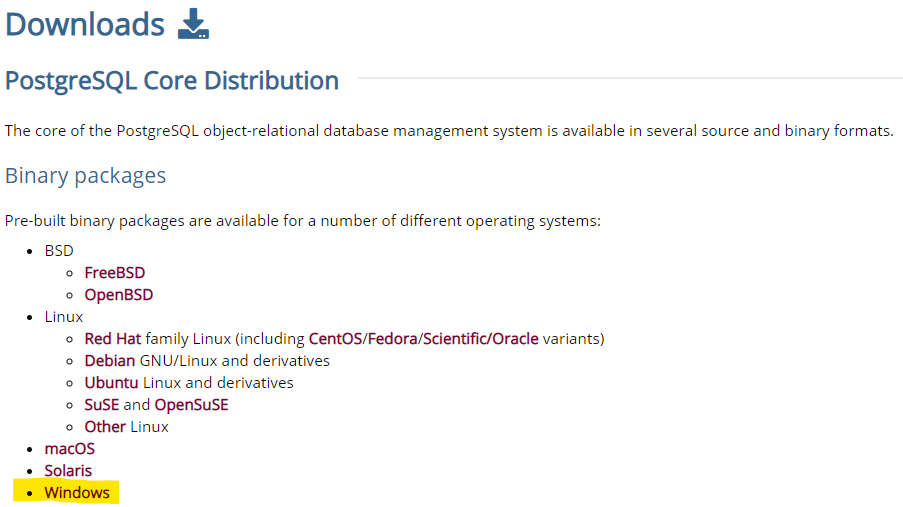 Downloads
PostgreSQL Core Distribution
The core of the PostgreSQL object-relational database management system is available in several source and binary formats.
Binary packages
Pre-built binary packages are available for a number of different operating systems:
BSD
FreeBSD
OpenBSD
Linux
Red Hat family Linux (including CentOS/Fedora/Scientific/Oracle variants)
Debian GNU/Linux and derivatives
Ubuntu Linux and derivatives
SuSE and OpenSuSE
Other Linux
macOS
Solaris
Windows